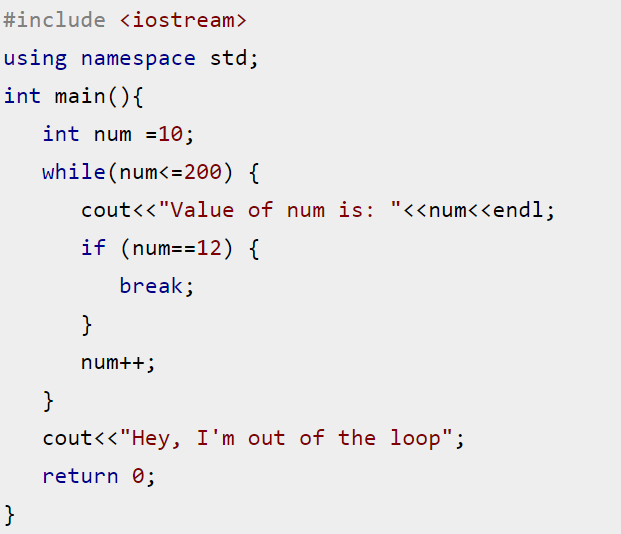 #include <iostream>
using namespace std;
int main(){
   int num =10;
   while(num<=200) {
      cout<<"Value of num is: "<<num<<endl;
      if (num==12) {
         break;
      }
      num++;
   }
   cout<<"Hey, I'm out of the loop";
   return 0;
}